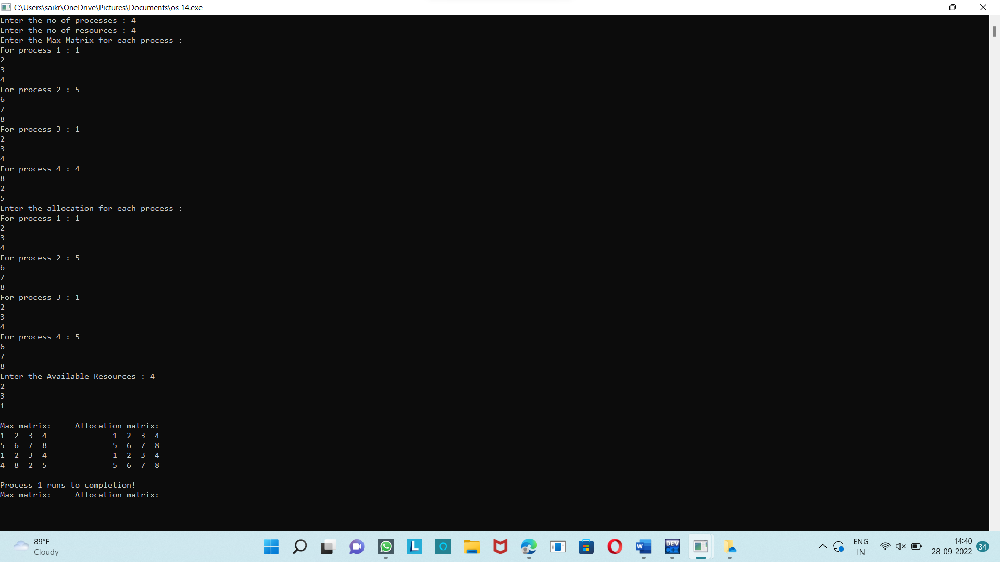 C:\Users\saikr\OneDrive\Pictures\Documents\os 14.exe
Enter the no of processes : 4
Enter the no of resources : 4
Enter the Max Matrix for each process :
For process 1 : 1
2
3
4
For process 2 : 5
6
7
8
For process 3 : 1
2
3
4
For process 4 : 4
8
2
5
Enter the allocation for each process :
For process 1 : 1
2
3
4
For process 2 : 5
6
7
8
For process 3 : 1
2
3
4
For process 4 : 5
6
7
8
Enter the Available Resources : 4
2
3
1
Max matrix:     Allocation matrix:
1  2  3  4              1  2  3  4
5  6  7  8              5  6  7  8
1  2  3  4              1  2  3  4
4  8  2  5              5  6  7  8
Process 1 runs to completion!
Max matrix:     Allocation matrix:
89°F
Cloudy
L
W
DEV
C++
ENG
IN
14:40
28-09-2022
34